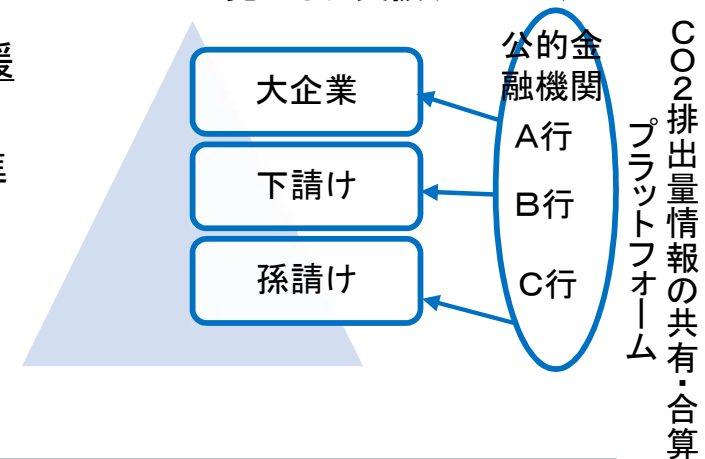 援
大企業
下請け
孫請け
公的金
融機関
A行
B行
C行
CO2排出量情報の共有・合算
プラットフォーム